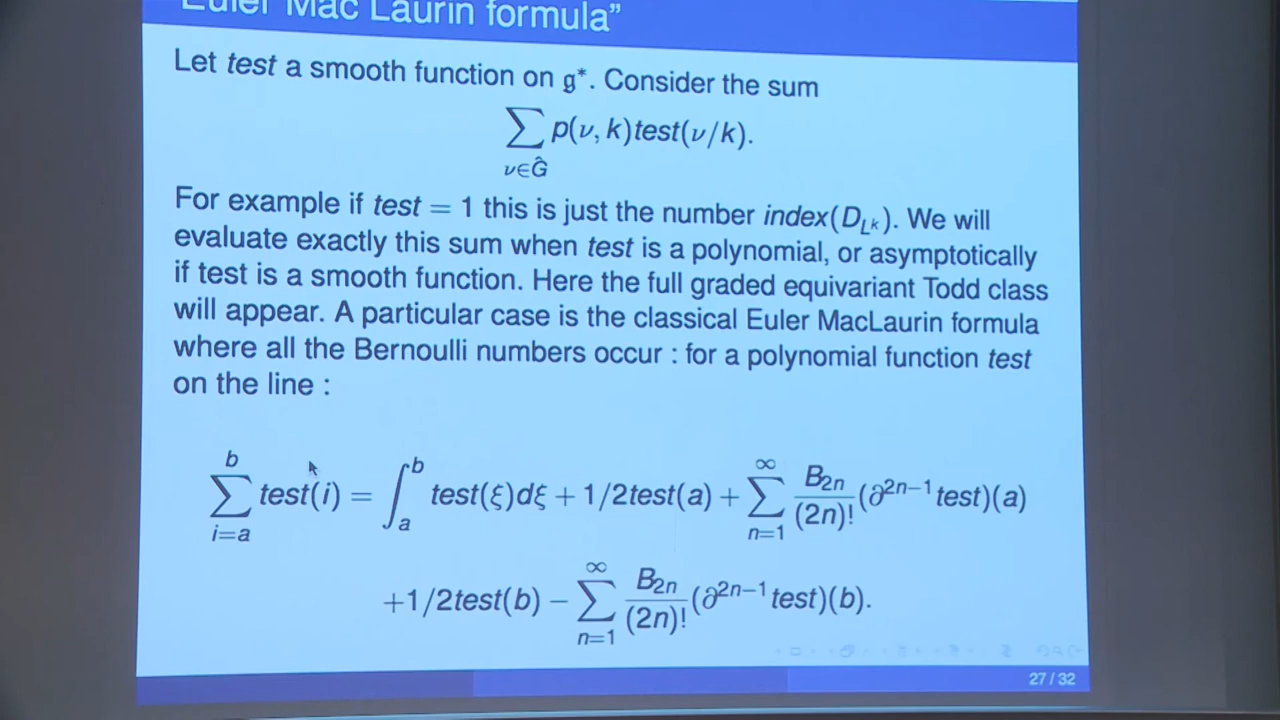 Euler Mac Laurin formula”
Let test a smooth function on g*. Consider the sum
∑ p(ν, k)test(ν/k).
ν∈Ĝ
For example if test = 1 this is just the number index(D_{L^k}). We will
evaluate exactly this sum when test is a polynomial, or asymptotically
if test is a smooth function. Here the full graded equivariant Todd class
will appear. A particular case is the classical Euler MacLaurin formula
where all the Bernoulli numbers occur : for a polynomial function test
on the line :
∑_{i=a}^{b} test(i) = ∫_a^b test(ξ)dξ + 1/2test(a) + ∑_{n=1}^{∞} B_{2n}/(2n)! (∂^{2n−1} test)(a)
+1/2test(b) − ∑_{n=1}^{∞} B_{2n}/(2n)! (∂^{2n−1} test)(b).
27 / 32